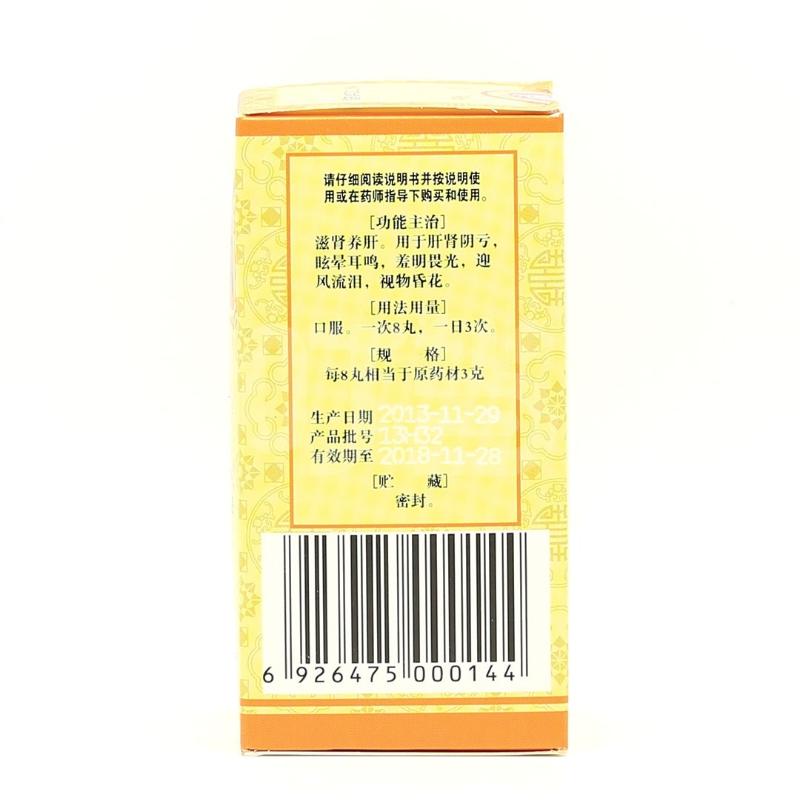 请仔细阅读说明书并按说明使
用或在药师指导下购买和使用。
[功能主治]
滋肾养肝。用于肝肾阴亏,
眩晕耳鸣,羞明畏光,迎
风流泪,视物昏花。
[用法用量]
口服。一次8丸,一日3次。
[规 格]
每8丸相当于原药材3克
生产日期 2013-11-29
产品批号
有效期至 2018-11-28
[贮 藏]
密封。
6 926475 000144